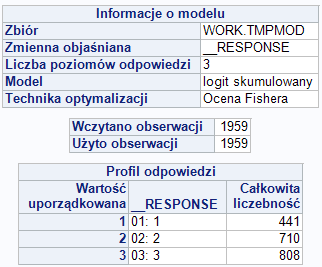 Informacje o modelu
Zbiór WORK.TMPMOD
Zmienna objaśniana __RESPONSE
Liczba poziomów odpowiedzi 3
Model logit skumulowany
Technika optymalizacji Ocena Fishera
Wczytano obserwacji 1959
Użyto obserwacji 1959
Profil odpowiedzi
Wartość uporządkowana __RESPONSE Całkowita liczebność
1 01: 1 441
2 02: 2 710
3 03: 3 808